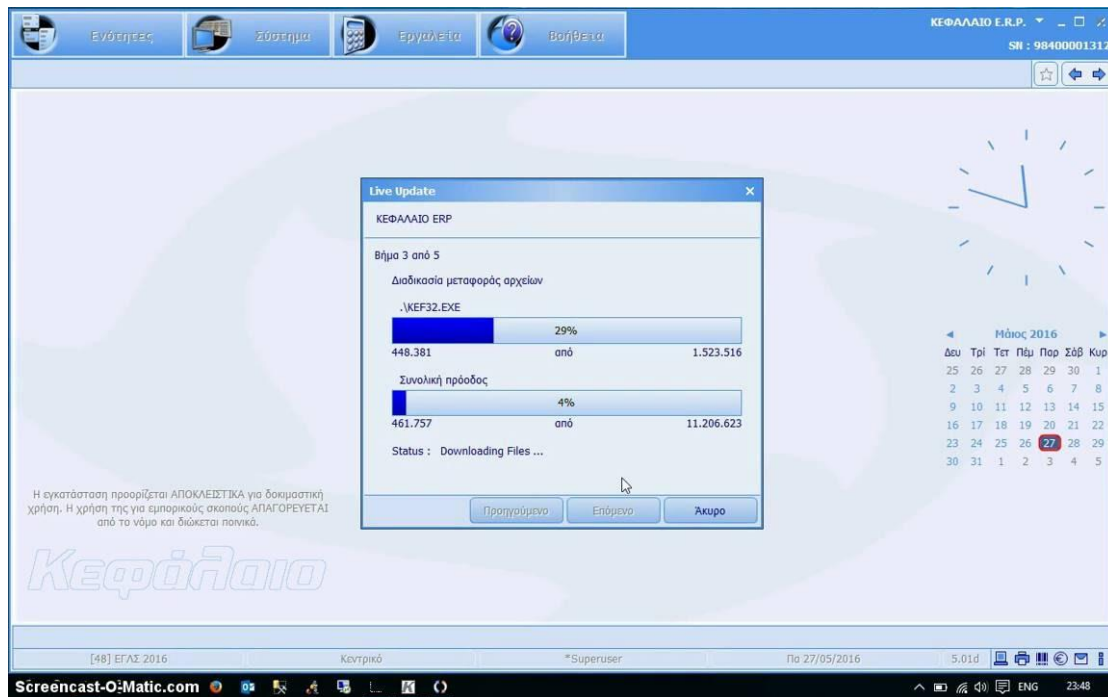 Ενότητες Σύστημα Εργαλεία Βοήθεια
ΚΕΦΑΛΑΙΟ E.R.P.
SN : 98400001317
Live Update
ΚΕΦΑΛΑΙΟ ERP
Βήμα 3 από 5
Διαδικασία μεταφοράς αρχείων
.\KEF32.EXE
29%
448.381 από 1.523.516
Συνολική πρόοδος
4%
461.757 από 11.206.623
Status : Downloading Files ...
Προηγούμενο Επόμενο Άκυρο
Μάιος 2016
Δευ Τρί Τετ Πέμ Παρ Σάβ Κυρ
25 26 27 28 29 30 1
2 3 4 5 6 7 8
9 10 11 12 13 14 15
16 17 18 19 20 21 22
23 24 25 26 27 28 29
30 31 1 2 3 4 5
Η εγκατάσταση προορίζεται ΑΠΟΚΛΕΙΣΤΙΚΑ για δοκιμαστική
χρήση. Η χρήση της για εμπορικούς σκοπούς ΑΠΑΓΟΡΕΥΕΤΑΙ
από το νόμο και διώκεται ποινικά.
Κεφάλαιο
[48] ΕΓΛΣ 2016 Κεντρικό *Superuser Πα 27/05/2016 5.01d
Screencast-O-Matic.com ENG 23:48